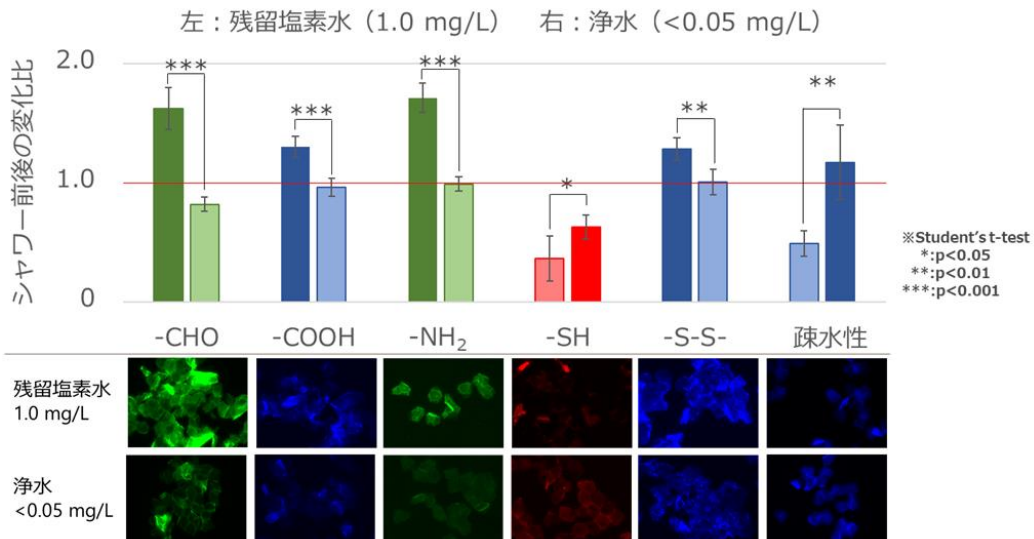 左：残留塩素水（1.0 mg/L） 右：浄水（<0.05 mg/L）
シャワー前後の変化比
2.0
1.0
0
***
***
***
*
**
**
※Student's t-test
*:p<0.05
**:p<0.01
***:p<0.001
-CHO -COOH -NH₂ -SH -S-S- 疎水性
残留塩素水
1.0 mg/L
浄水
<0.05 mg/L